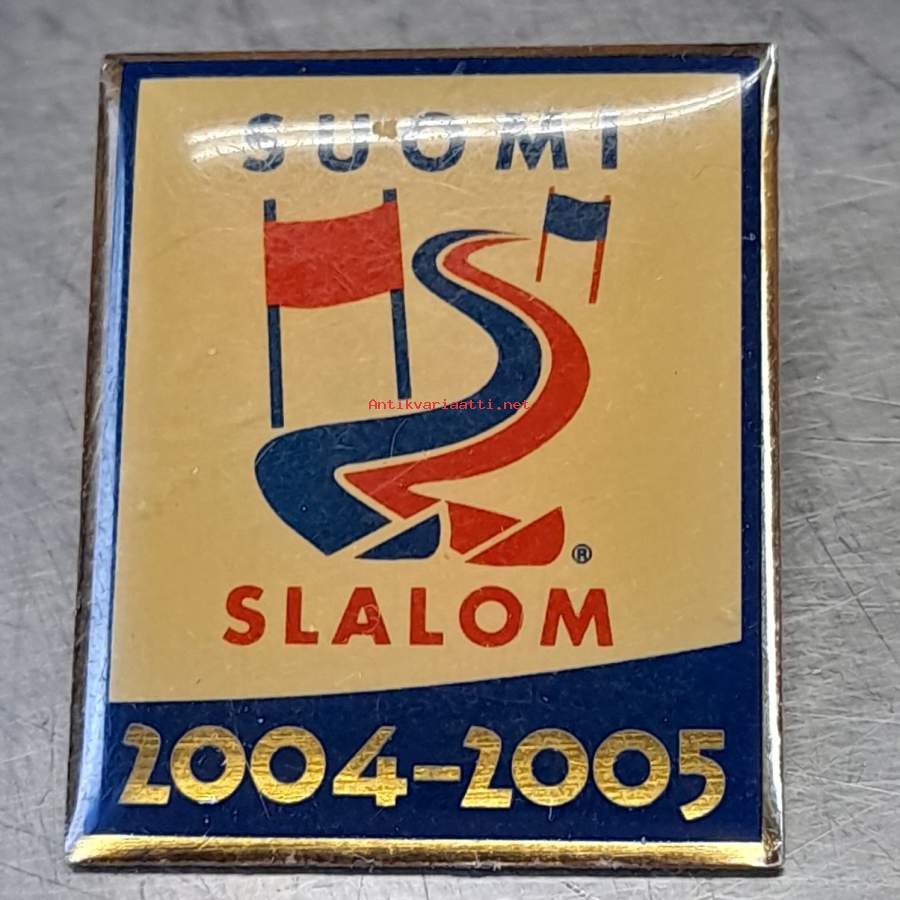 SUOMI
Antikvariaatti.net
®
SLALOM
2004-2005